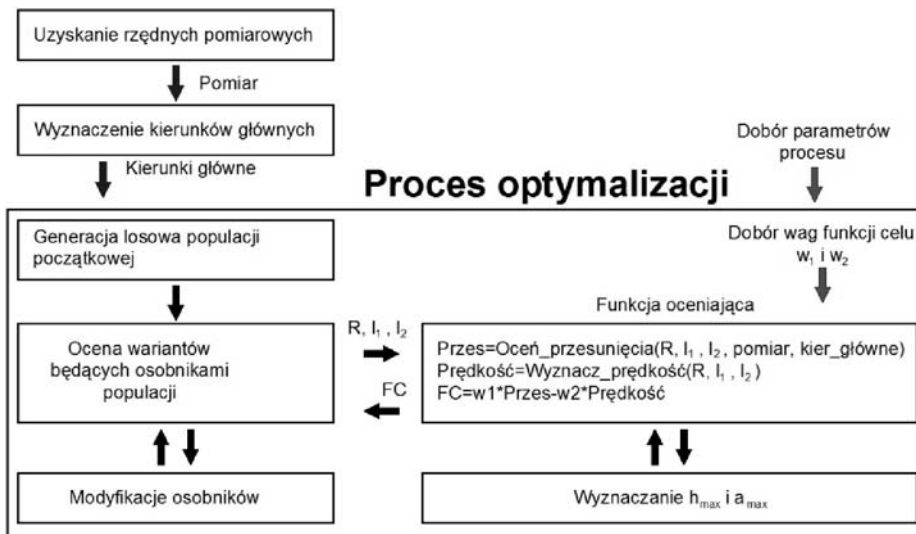 Uzyskanie rzędnych pomiarowych
Pomiar
Wyznaczenie kierunków głównych
Kierunki główne
Dobór parametrów
procesu
Proces optymalizacji
Generacja losowa populacji
początkowej
Dobór wag funkcji celu
w₁ i w₂
Funkcja oceniająca
Ocena wariantów
będących osobnikami
populacji
R, l₁ , l₂
FC
Przes=Oceń_przesunięcia(R, l₁ , l₂ , pomiar, kier_główne)
Prędkość=Wyznacz_prędkość(R, l₁ , l₂ )
FC=w1*Przes-w2*Prędkość
Modyfikacje osobników
Wyznaczanie hmax i amax